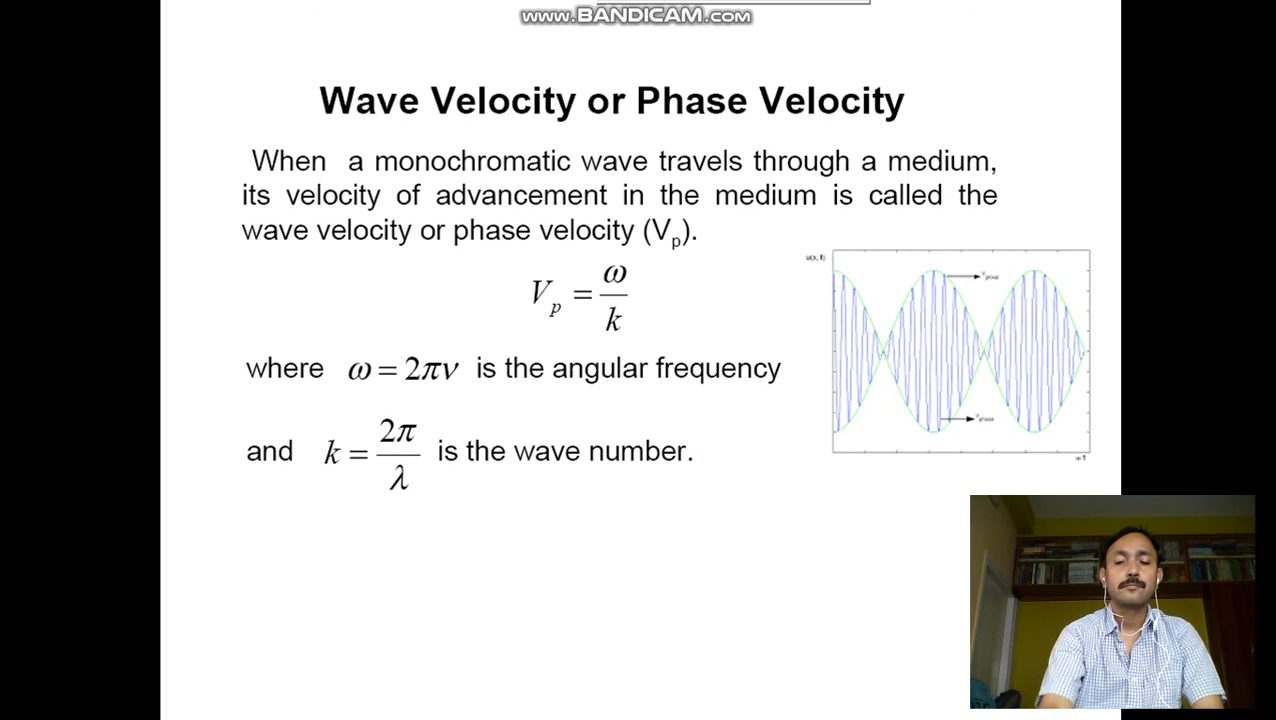 www.BANDICAM.com
Wave Velocity or Phase Velocity
When a monochromatic wave travels through a medium,
its velocity of advancement in the medium is called the
wave velocity or phase velocity (Vₚ).
Vₚ = ω/k
where ω = 2πν is the angular frequency
and k = 2π/λ is the wave number.
u(x, t)